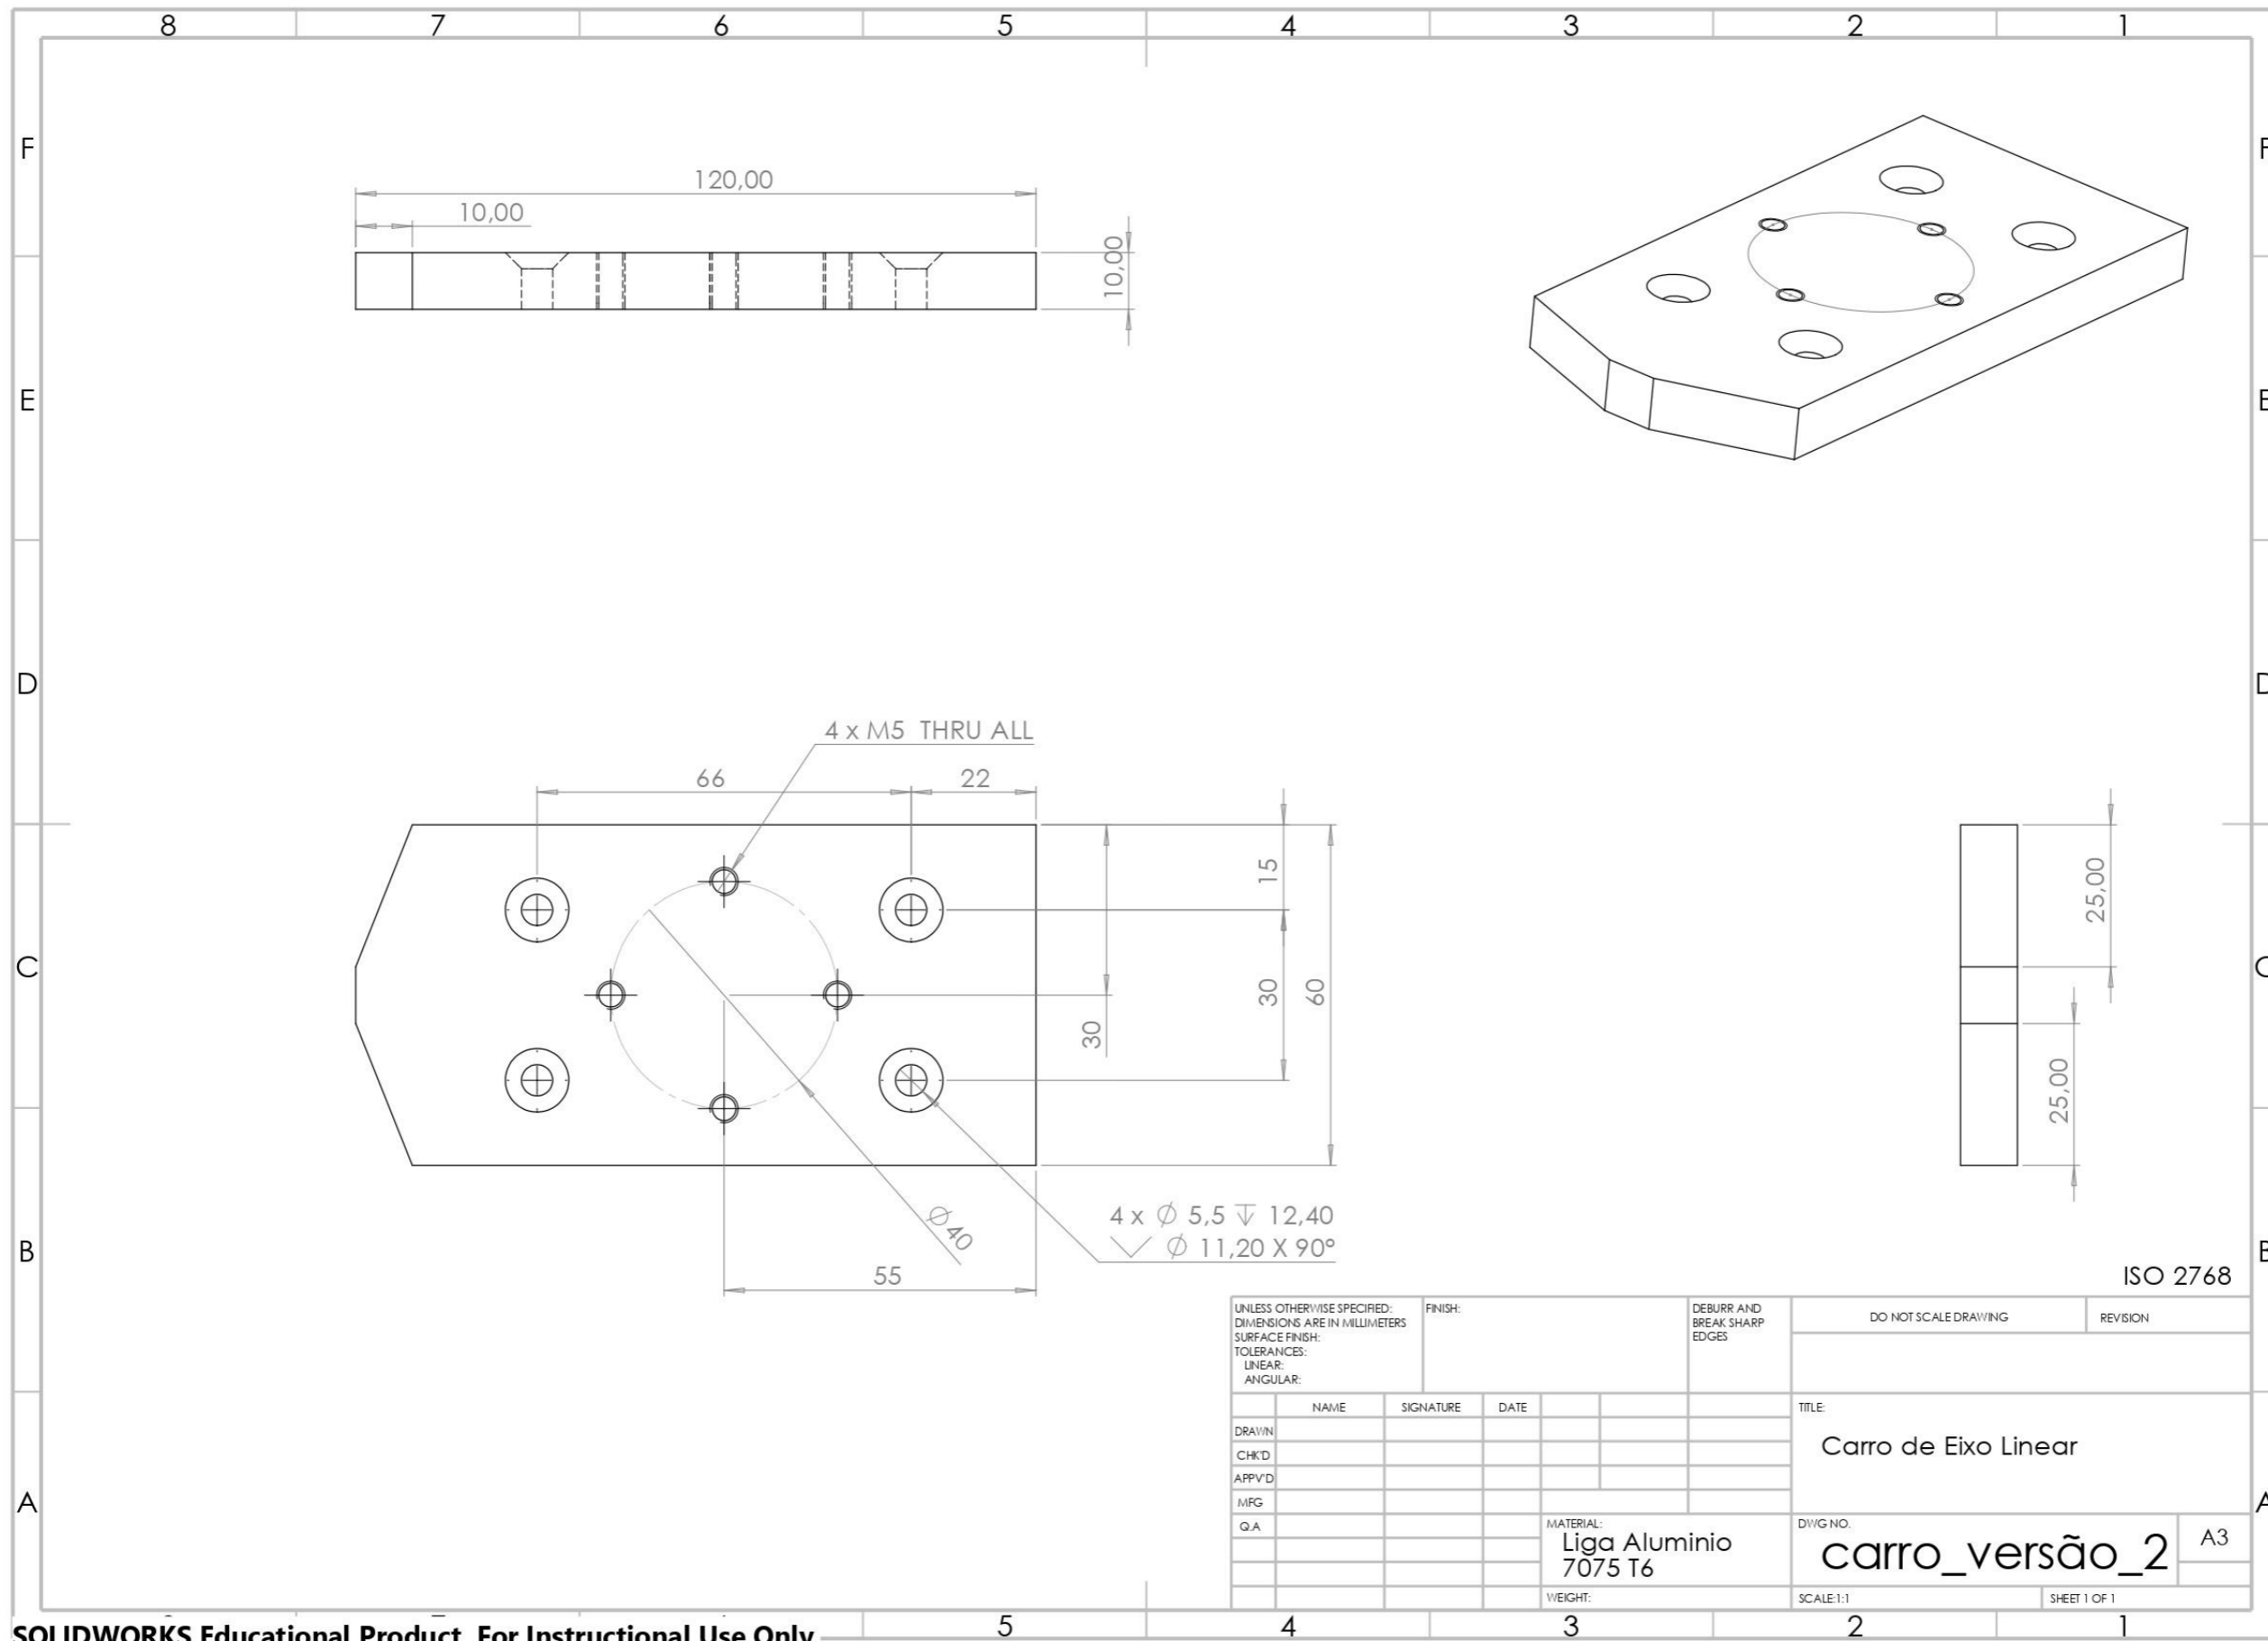 8 7 6 5 4 3 2 1
F
F
120,00
10,00
10,00
E
E
D
D
4 x M5 THRU ALL
66
22
15
25,00
C
C
30
60
30
25,00
4 x ∅ 5,5 ↧ 12,40
⌵ ∅ 11,20 X 90º
∅40
B
B
55
ISO 2768
UNLESS OTHERWISE SPECIFIED:
DIMENSIONS ARE IN MILLIMETERS
SURFACE FINISH:
TOLERANCES:
LINEAR:
ANGULAR:
FINISH:
DEBURR AND
BREAK SHARP
EDGES
DO NOT SCALE DRAWING
REVISION
NAME SIGNATURE DATE
DRAWN
CHK'D
APPV'D
MFG
Q.A
TITLE:
Carro de Eixo Linear
A
A
MATERIAL:
Liga Aluminio
7075 T6
DWG NO.
carro_versão_2
A3
WEIGHT:
SCALE:1:1
SHEET 1 OF 1
SOLIDWORKS Educational Product. For Instructional Use Only.
5 4 3 2 1